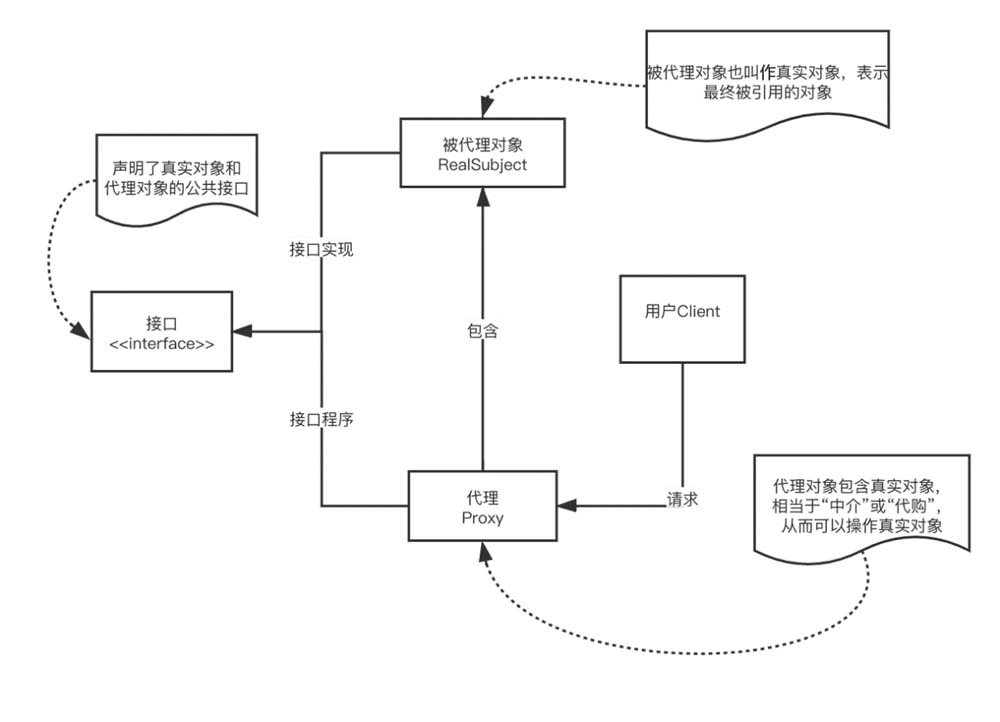 被代理对象也叫作真实对象，表示
最终被引用的对象
被代理对象
RealSubject
声明了真实对象和
代理对象的公共接口
接口实现
用户Client
接口
<<interface>>
包含
接口程序
代理对象包含真实对象，
相当于“中介”或“代购”，
从而可以操作真实对象
代理
Proxy
请求